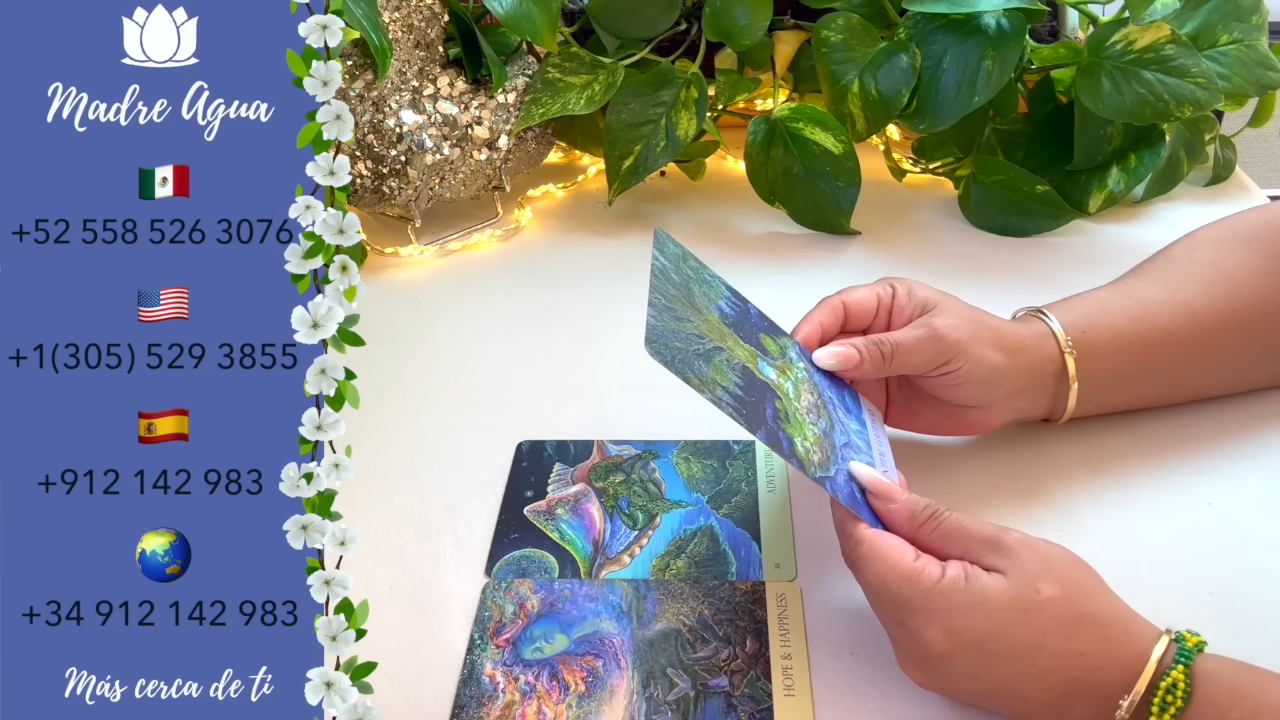 Madre Agua
+52 558 526 3076
+1(305) 529 3855
+912 142 983
+34 912 142 983
Más cerca de ti
30
HOPE & HAPPINESS